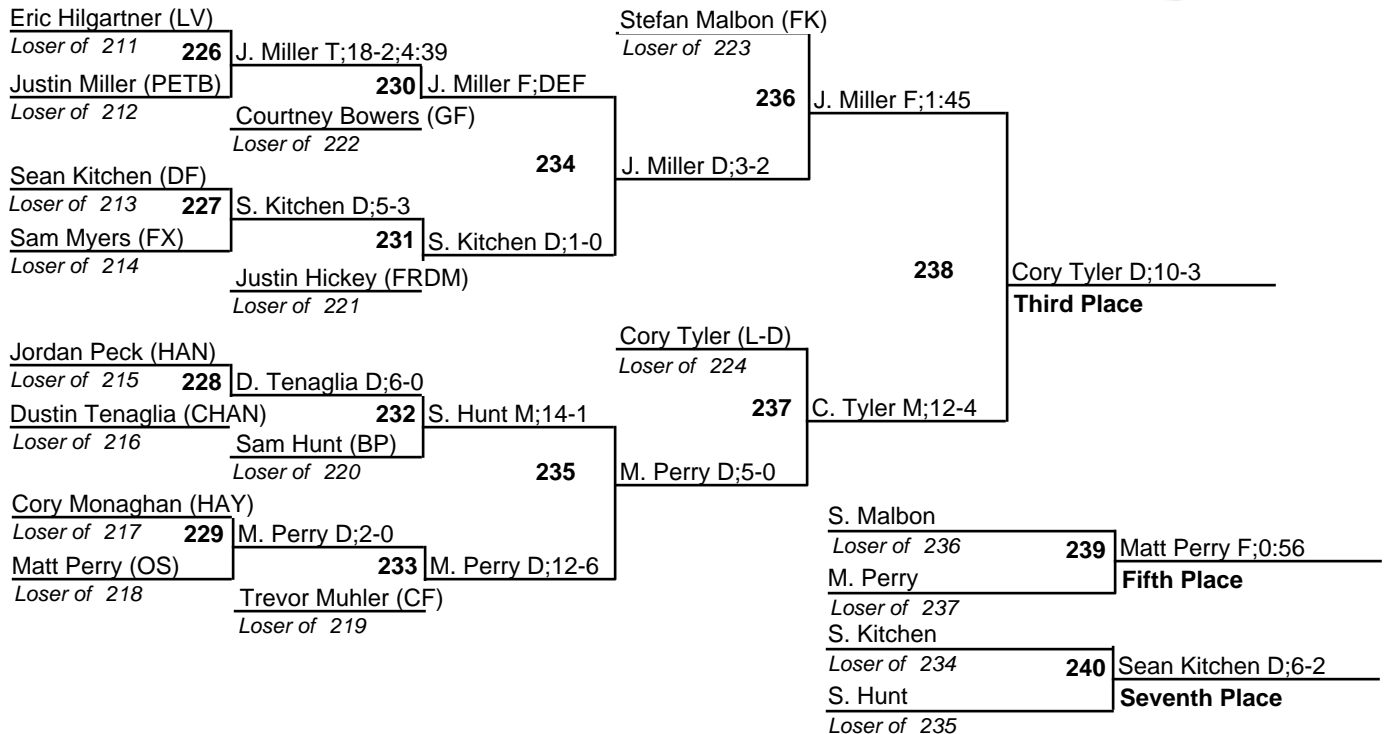 Eric Hilgartner (LV)
Loser of 211
226
J. Miller T;18-2;4:39
Justin Miller (PETB)
Loser of 212
230
J. Miller F;DEF
Courtney Bowers (GF)
Loser of 222
Sean Kitchen (DF)
Loser of 213
227
S. Kitchen D;5-3
Sam Myers (FX)
Loser of 214
231
S. Kitchen D;1-0
Justin Hickey (FRDM)
Loser of 221
234
J. Miller D;3-2
Stefan Malbon (FK)
Loser of 223
236
J. Miller F;1:45
Jordan Peck (HAN)
Loser of 215
228
D. Tenaglia D;6-0
Dustin Tenaglia (CHAN)
Loser of 216
232
S. Hunt M;14-1
Sam Hunt (BP)
Loser of 220
Cory Monaghan (HAY)
Loser of 217
229
M. Perry D;2-0
Matt Perry (OS)
Loser of 218
233
M. Perry D;12-6
Trevor Muhler (CF)
Loser of 219
235
M. Perry D;5-0
Cory Tyler (L-D)
Loser of 224
237
C. Tyler M;12-4
238
Cory Tyler D;10-3
Third Place
S. Malbon
Loser of 236
239
Matt Perry F;0:56
M. Perry
Fifth Place
Loser of 237
S. Kitchen
Loser of 234
240
Sean Kitchen D;6-2
S. Hunt
Seventh Place
Loser of 235